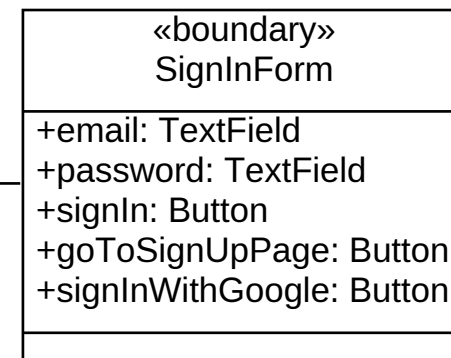 «boundary»
SignInForm
+email: TextField
+password: TextField
+signIn: Button
+goToSignUpPage: Button
+signInWithGoogle: Button